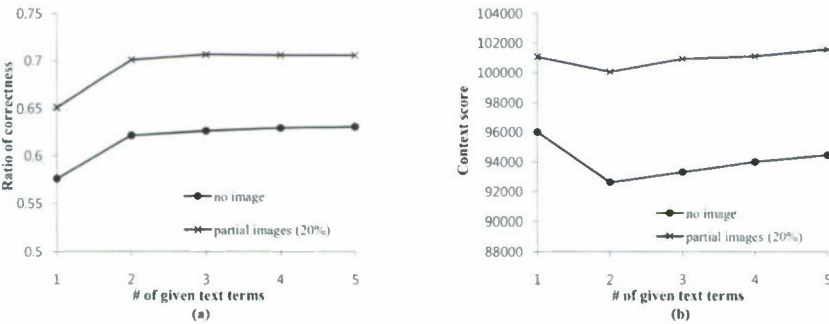 0.75
0.7
0.65
0.6
0.55
0.5
Ratio of correctness
no image
partial images (20%)
1 2 3 4 5
# of given text terms
(a)
104000
102000
100000
98000
96000
94000
92000
90000
88000
Context score
no image
partial images (20%)
1 2 3 4 5
# of given text terms
(b)